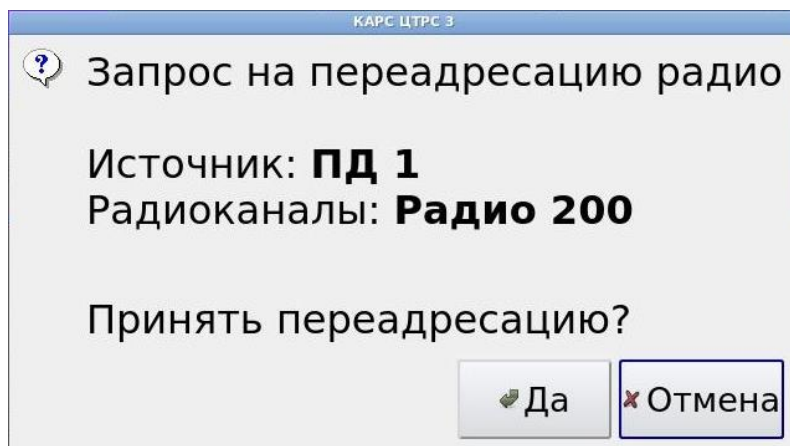 КАРС ЦТРС 3
Запрос на переадресацию радио
Источник: ПД 1
Радиоканалы: Радио 200
Принять переадресацию?
Да
Отмена